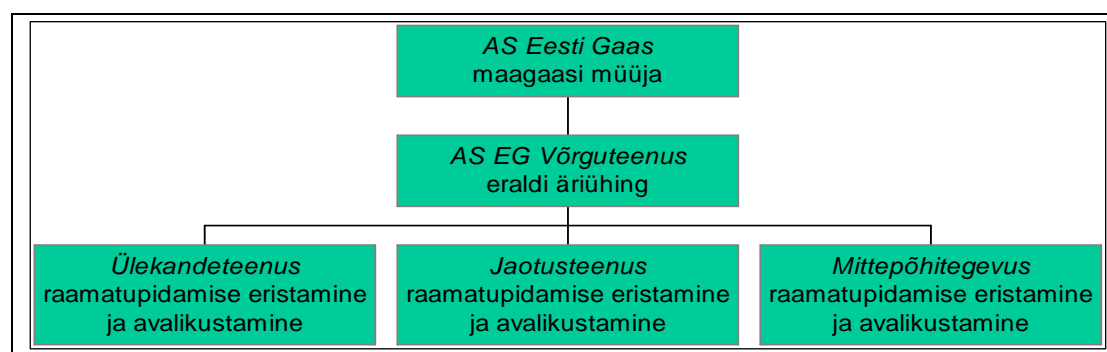 AS Eesti Gaas
maagaasi müüja
AS EG Võrguteenus
eraldi äriühing
Ülekandeteenus
raamatupidamise eristamine
ja avalikustamine
Jaotusteenus
raamatupidamise eristamine
ja avalikustamine
Mittepõhitegevus
raamatupidamise eristamine
ja avalikustamine